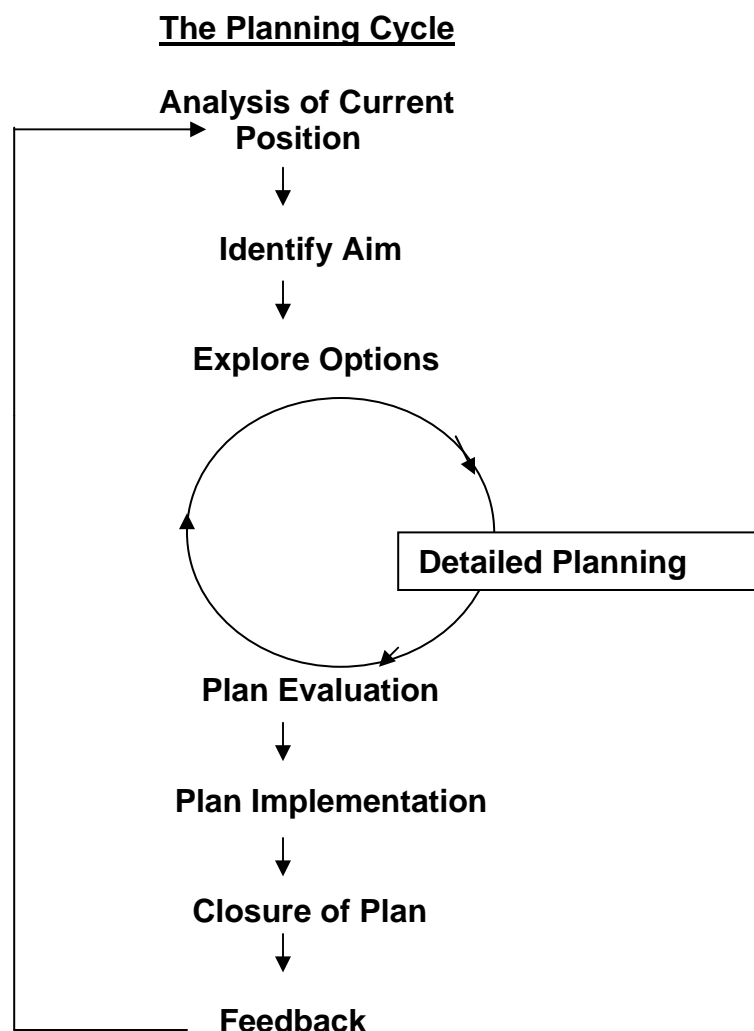 The Planning Cycle
Analysis of Current
Position
Identify Aim
Explore Options
Detailed Planning
Plan Evaluation
Plan Implementation
Closure of Plan
Feedback